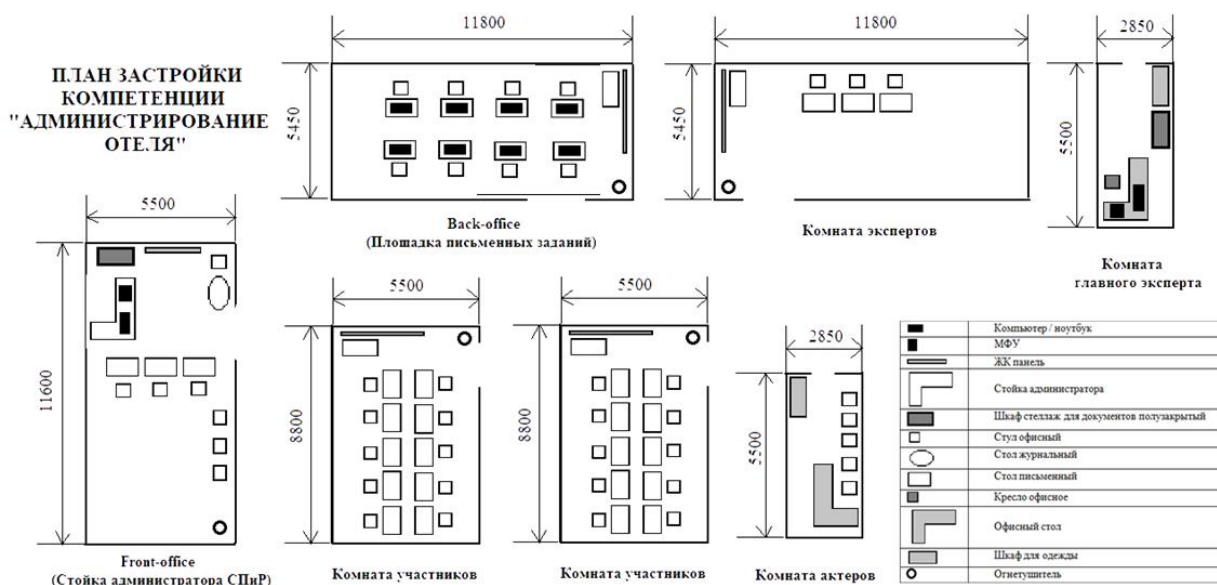 ПЛАН ЗАСТРОЙКИ
КОМПЕТЕНЦИИ
"АДМИНИСТРИРОВАНИЕ
ОТЕЛЯ"
11800
5450
Back-office
(Плошадка письменных заданий)
11800
5450
Комната экспертов
2850
5500
Комната
главного эксперта
5500
11600
Front-office
(Стойка администратора СПиР)
5500
8800
Комната участников
5500
8800
Комната участников
2850
5500
Комната актеров
Компьютер / ноутбук
МФУ
ЖК панель
Стойка администратора
Шкаф стеллаж для документов полузакрытый
Стул офисный
Стол журнальный
Стол письменный
Кресло офисное
Офисный стол
Шкаф для одежды
Огнетушитель